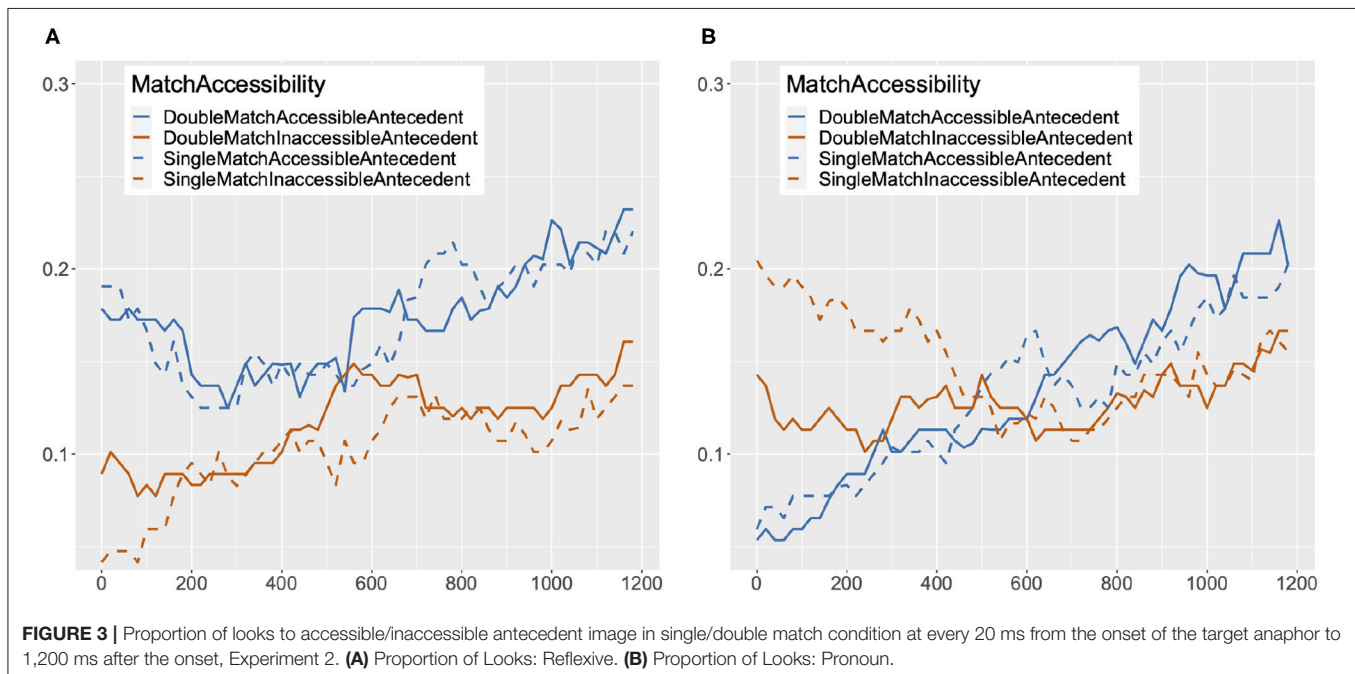 A
MatchAccessibility
DoubleMatchAccessibleAntecedent
DoubleMatchInaccessibleAntecedent
SingleMatchAccessibleAntecedent
SingleMatchInaccessibleAntecedent
0.3
0.2
0.1
0 200 400 600 800 1000 1200
B
MatchAccessibility
DoubleMatchAccessibleAntecedent
DoubleMatchInaccessibleAntecedent
SingleMatchAccessibleAntecedent
SingleMatchInaccessibleAntecedent
0.3
0.2
0.1
0 200 400 600 800 1000 1200
FIGURE 3 | Proportion of looks to accessible/inaccessible antecedent image in single/double match condition at every 20 ms from the onset of the target anaphor to
1,200 ms after the onset, Experiment 2. (A) Proportion of Looks: Reflexive. (B) Proportion of Looks: Pronoun.